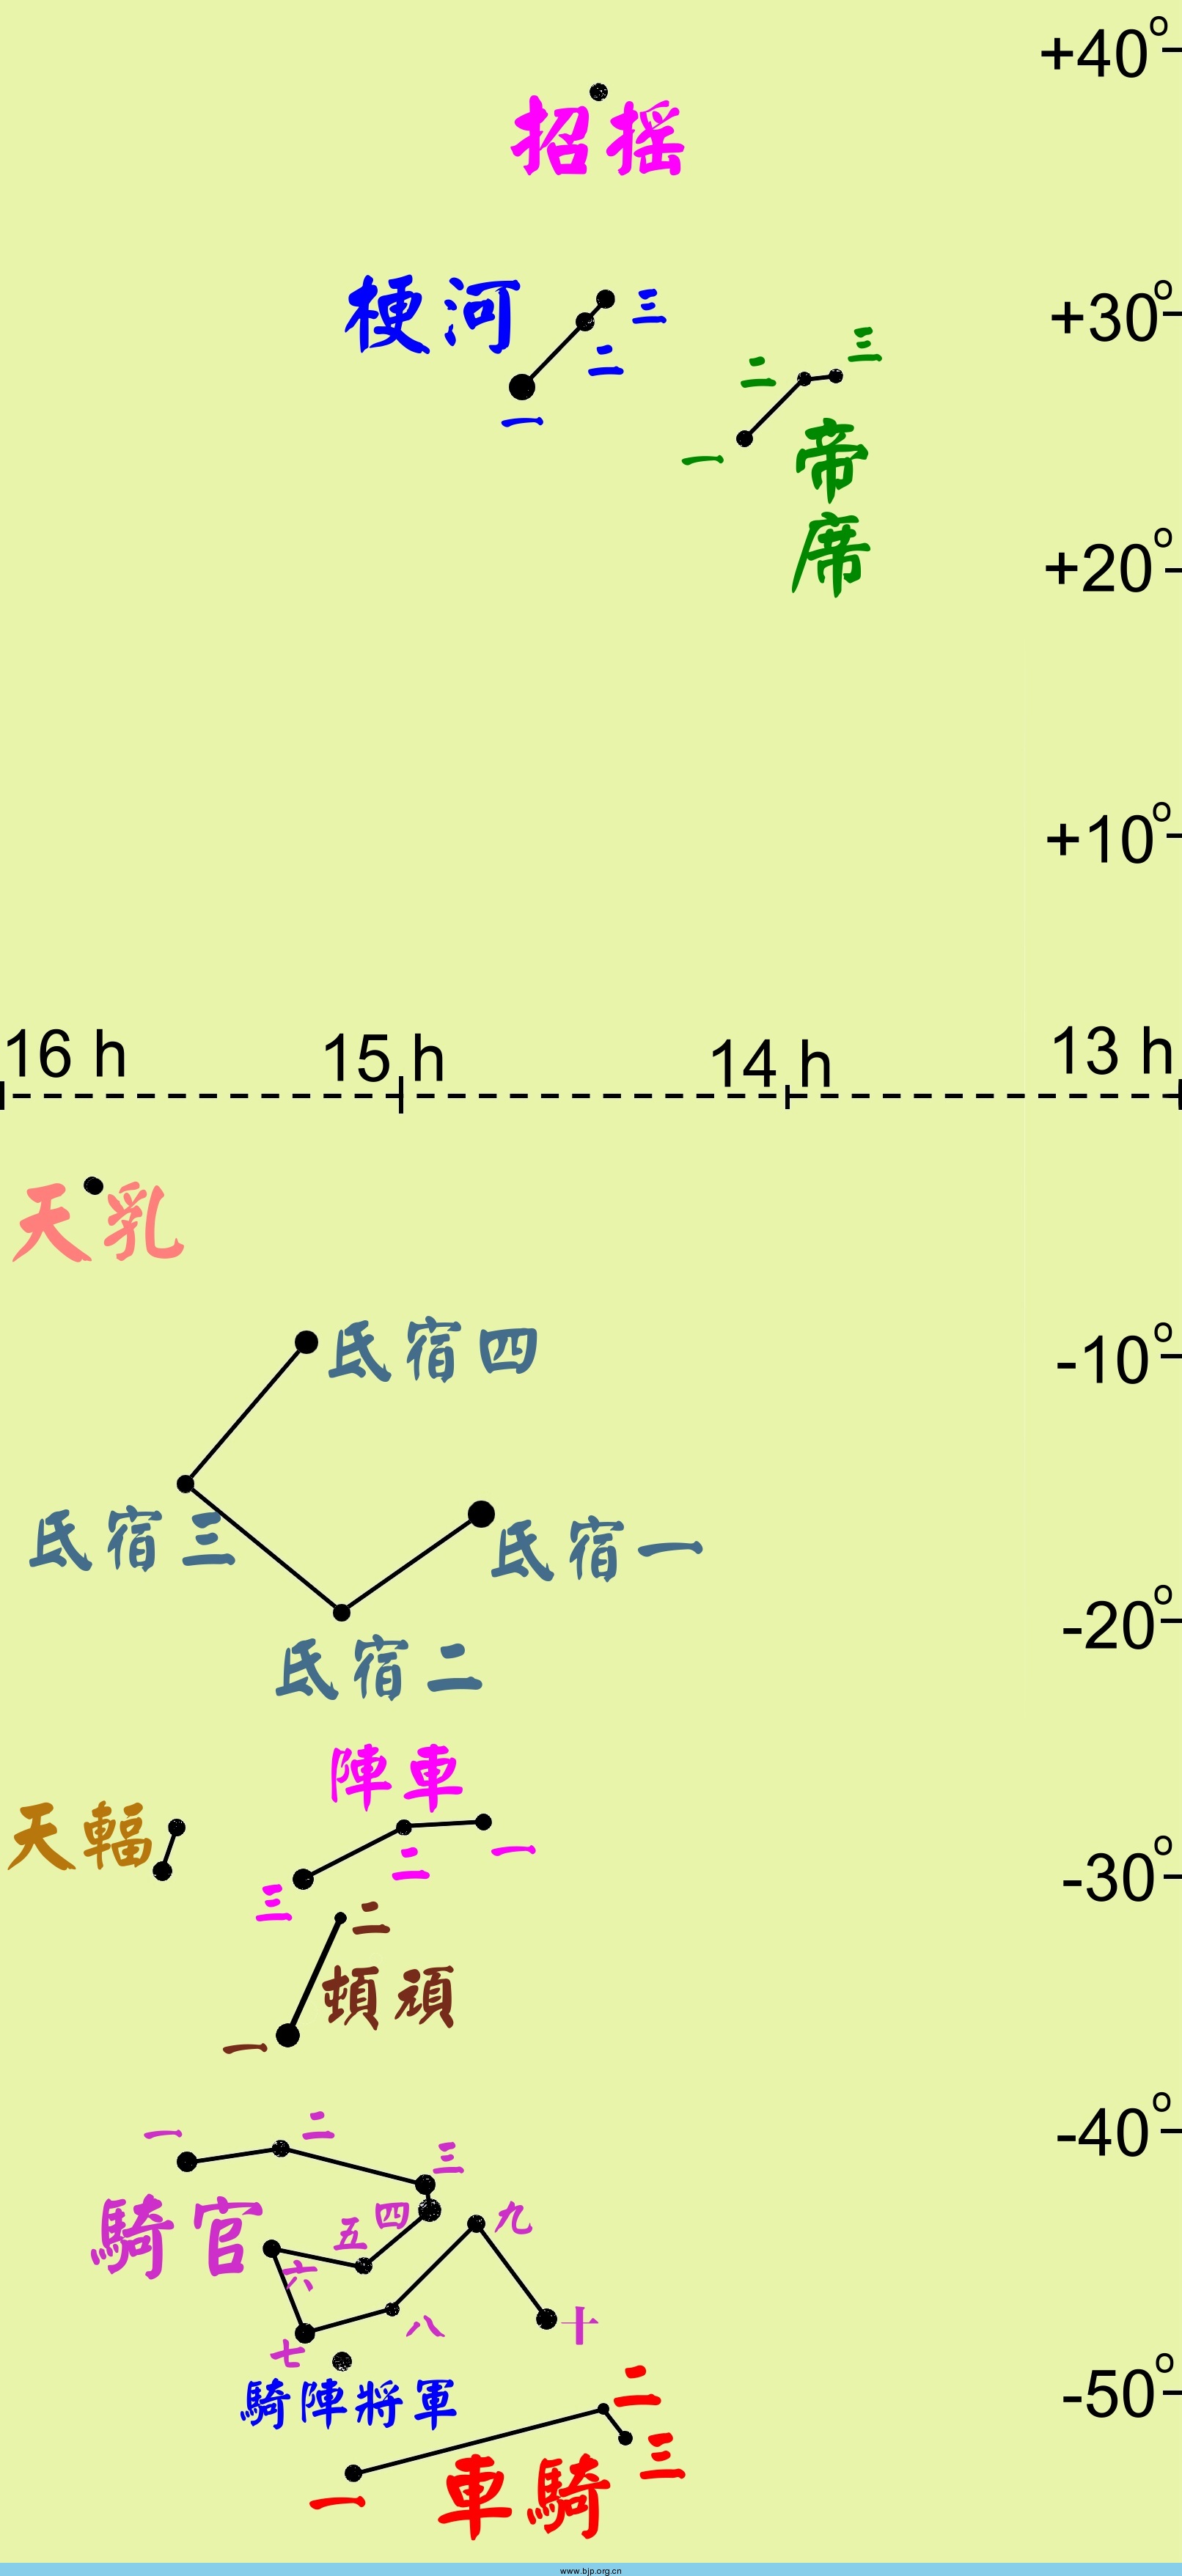 +40°
招摇
+30°
梗河
三
二
一
三
二
一
帝
席
+20°
+10°
16 h
15 h
14 h
13 h
天乳
氐宿四
-10°
氐宿三
氐宿一
-20°
氐宿二
陣車
天輻
一
二
三
-30°
二
頓頑
一
-40°
一
二
三
騎官
四
五
九
六
十
八
七
騎陣將軍
-50°
二
三
一
車騎
www.bjp.org.cn